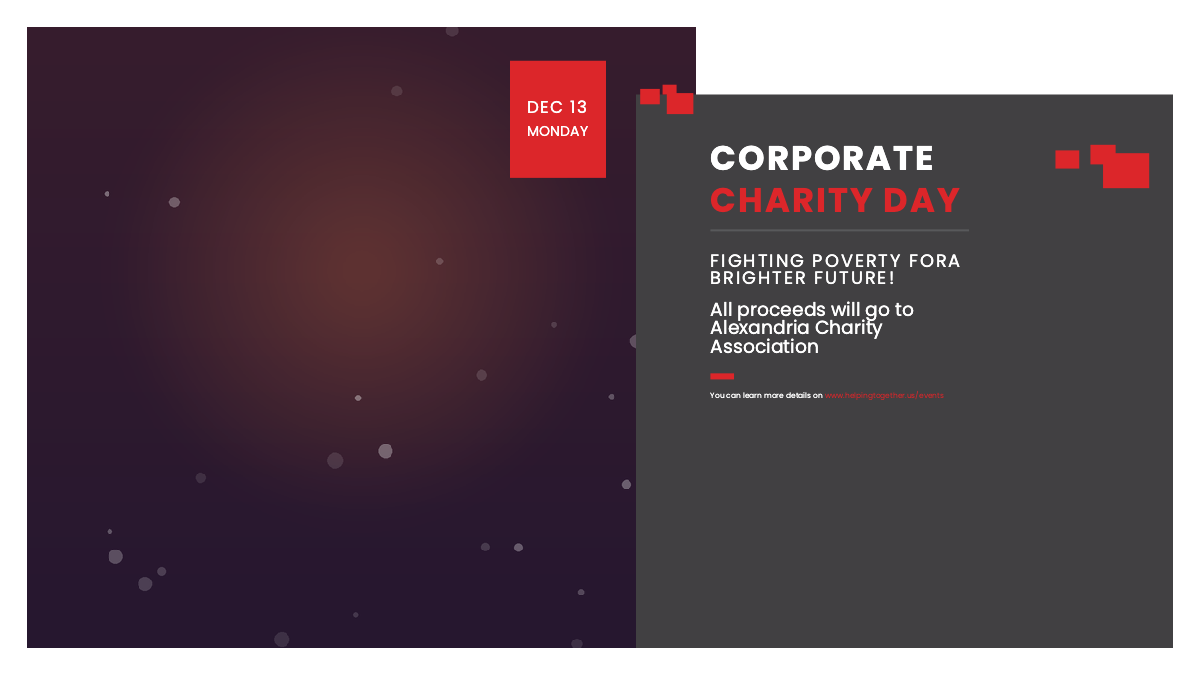 DEC 13
MONDAY
CORPORATE
CHARITY DAY
FIGHTING POVERTY FORA
BRIGHTER FUTURE!
All proceeds will go to
Alexandria Charity
Association
You can learn more details on www.helpingtogether.us/events